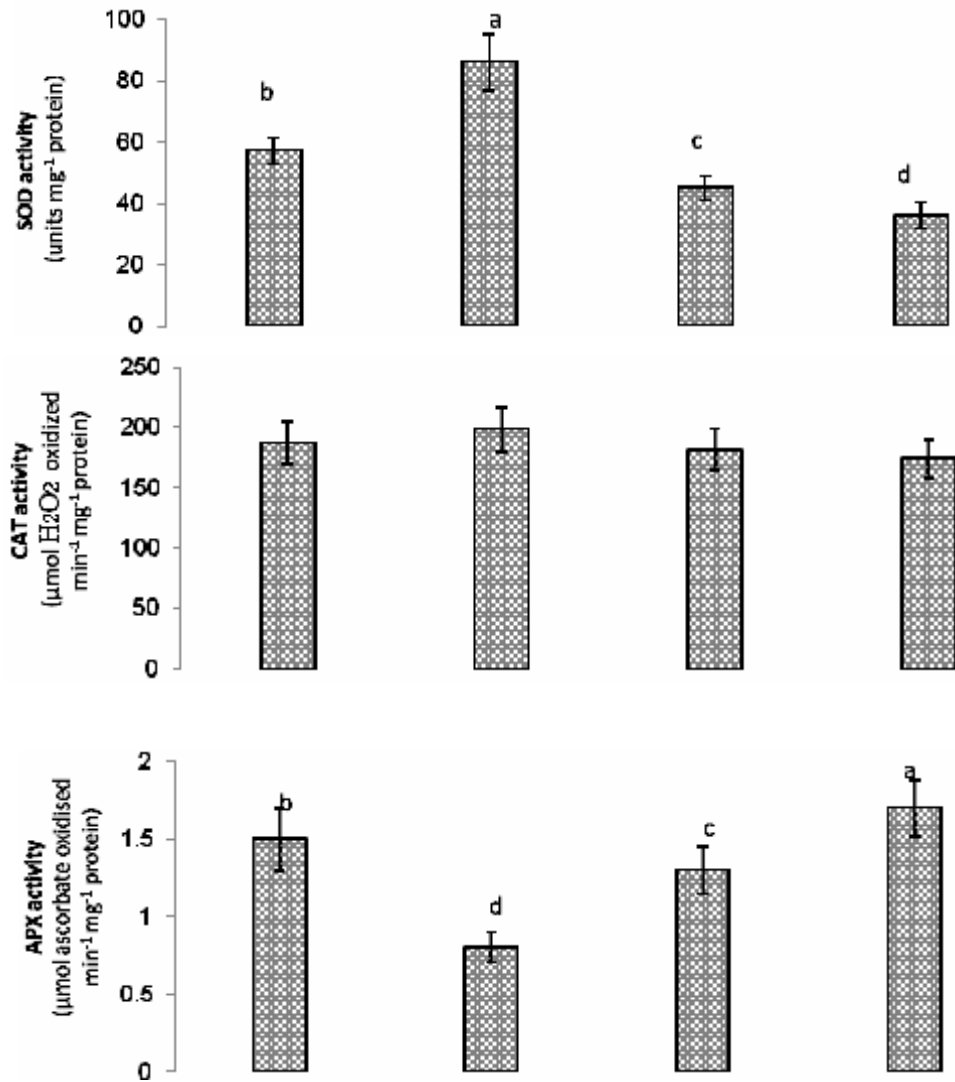 SOD activity
(units mg-1 protein)
100
80
60
40
20
0
b
a
c
d
CAT activity
(µmol H2O2 oxidized
min-1 mg-1 protein)
250
200
150
100
50
0
APX activity
(µmol ascorbate oxidised
min-1 mg-1 protein)
2
1.5
1
0.5
0
b
d
c
a